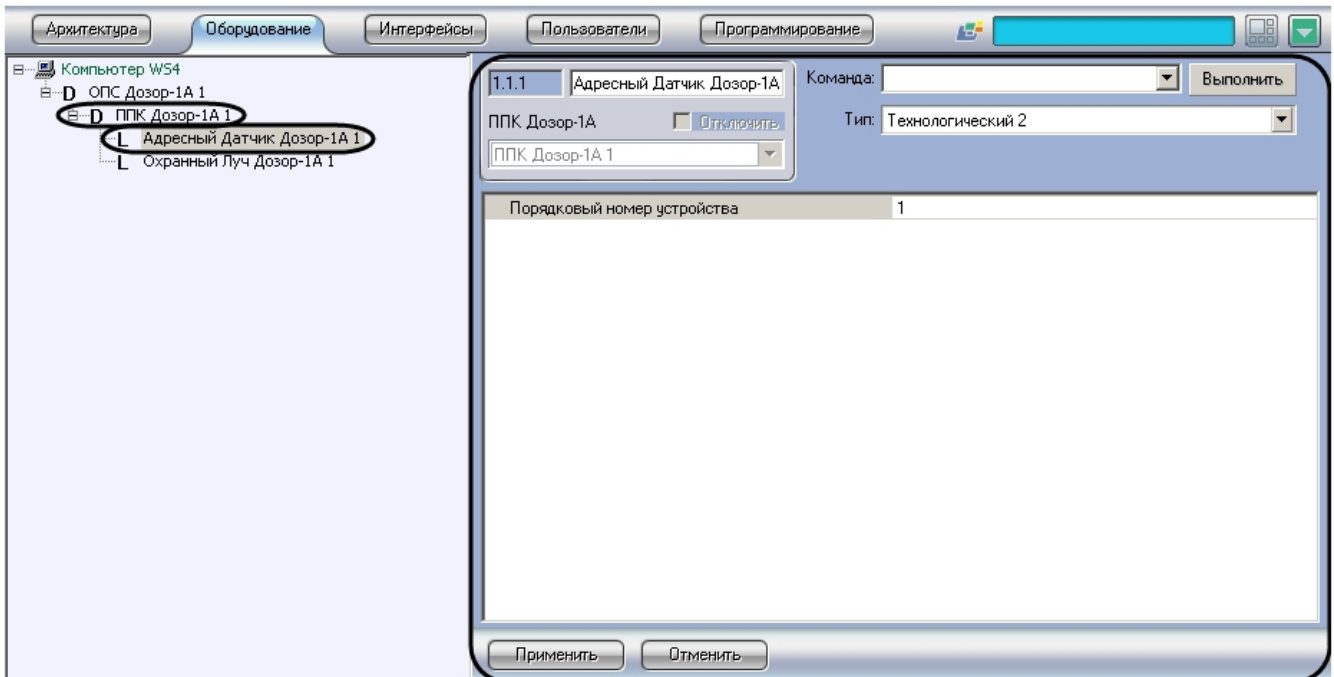 Архитектура Оборудование Интерфейсы Пользователи Программирование
Компьютер WS4
D ОПС Дозор-1А 1
D ППК Дозор-1А 1
L Адресный Датчик Дозор-1А 1
L Охранный Луч Дозор-1А 1
1.1.1 Адресный Датчик Дозор-1А Команда: Выполнить
ППК Дозор-1А Отключить Тип: Технологический 2
ППК Дозор-1А 1
Порядковый номер устройства 1
Применить Отменить